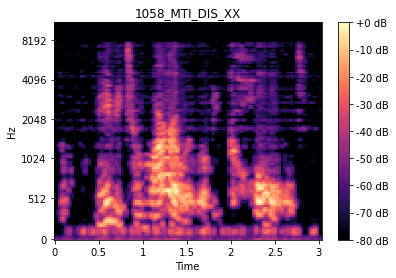 1058_MTI_DIS_XX
+0 dB
8192
-10 dB
4096
-20 dB
-30 dB
2048
Hz
-40 dB
1024
-50 dB
512
-60 dB
-70 dB
0
-80 dB
0 0.5 1 1.5 2 2.5 3
Time